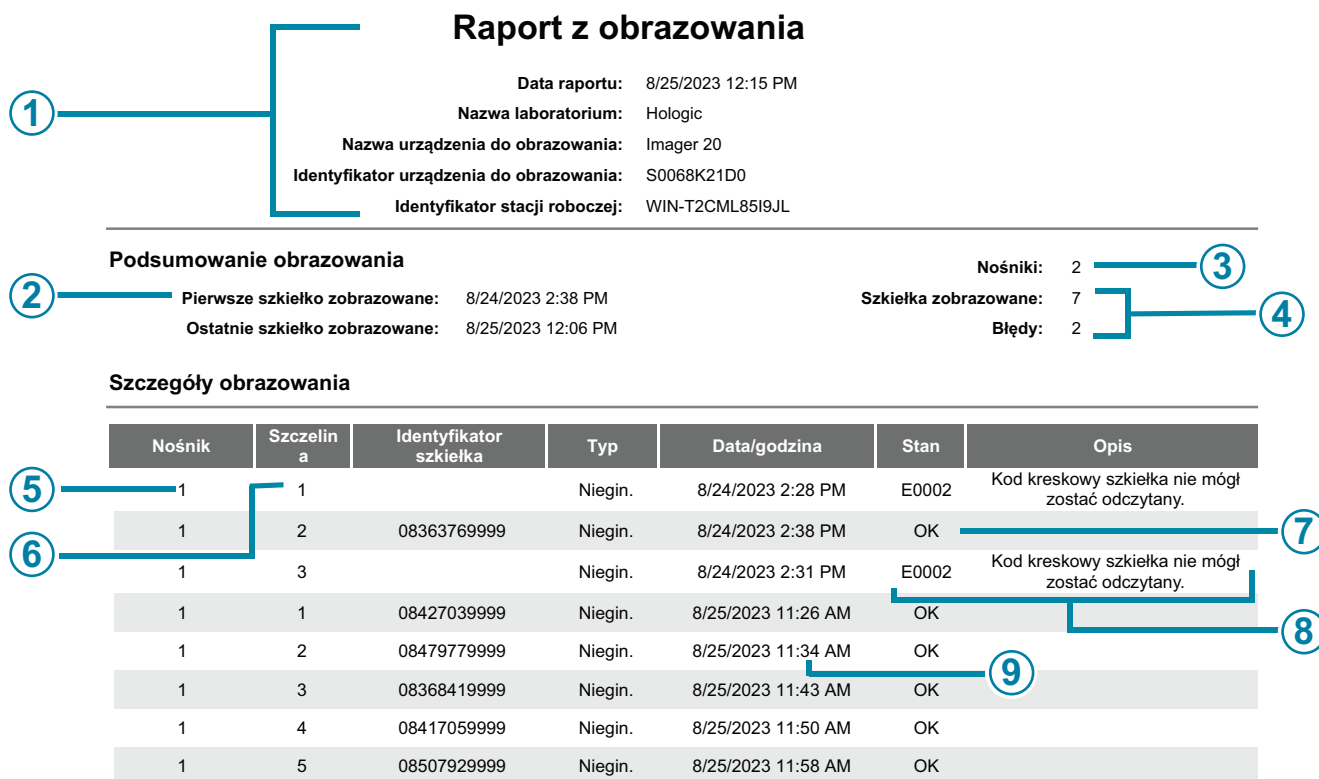 Raport z obrazowania
1
Data raportu: 8/25/2023 12:15 PM
Nazwa laboratorium: Hologic
Nazwa urządzenia do obrazowania: Imager 20
Identyfikator urządzenia do obrazowania: S0068K21D0
Identyfikator stacji roboczej: WIN-T2CML85I9JL
Podsumowanie obrazowania
Nośniki: 2 3
2 Pierwsze szkiełko zobrazowane: 8/24/2023 2:38 PM Szkiełka zobrazowane: 7
4
Ostatnie szkiełko zobrazowane: 8/25/2023 12:06 PM Błędy: 2
Szczegóły obrazowania
Nośnik Szczelin
a Identyfikator
szkiełka Typ Data/godzina Stan Opis
5 1 1 Niegin. 8/24/2023 2:28 PM E0002 Kod kreskowy szkiełka nie mógł
zostać odczytany.
1 2 08363769999 Niegin. 8/24/2023 2:38 PM OK 7
6
1 3 Niegin. 8/24/2023 2:31 PM E0002 Kod kreskowy szkiełka nie mógł
zostać odczytany.
1 1 08427039999 Niegin. 8/25/2023 11:26 AM OK
8
1 2 08479779999 Niegin. 8/25/2023 11:34 AM OK
9
1 3 08368419999 Niegin. 8/25/2023 11:43 AM OK
1 4 08417059999 Niegin. 8/25/2023 11:50 AM OK
1 5 08507929999 Niegin. 8/25/2023 11:58 AM OK